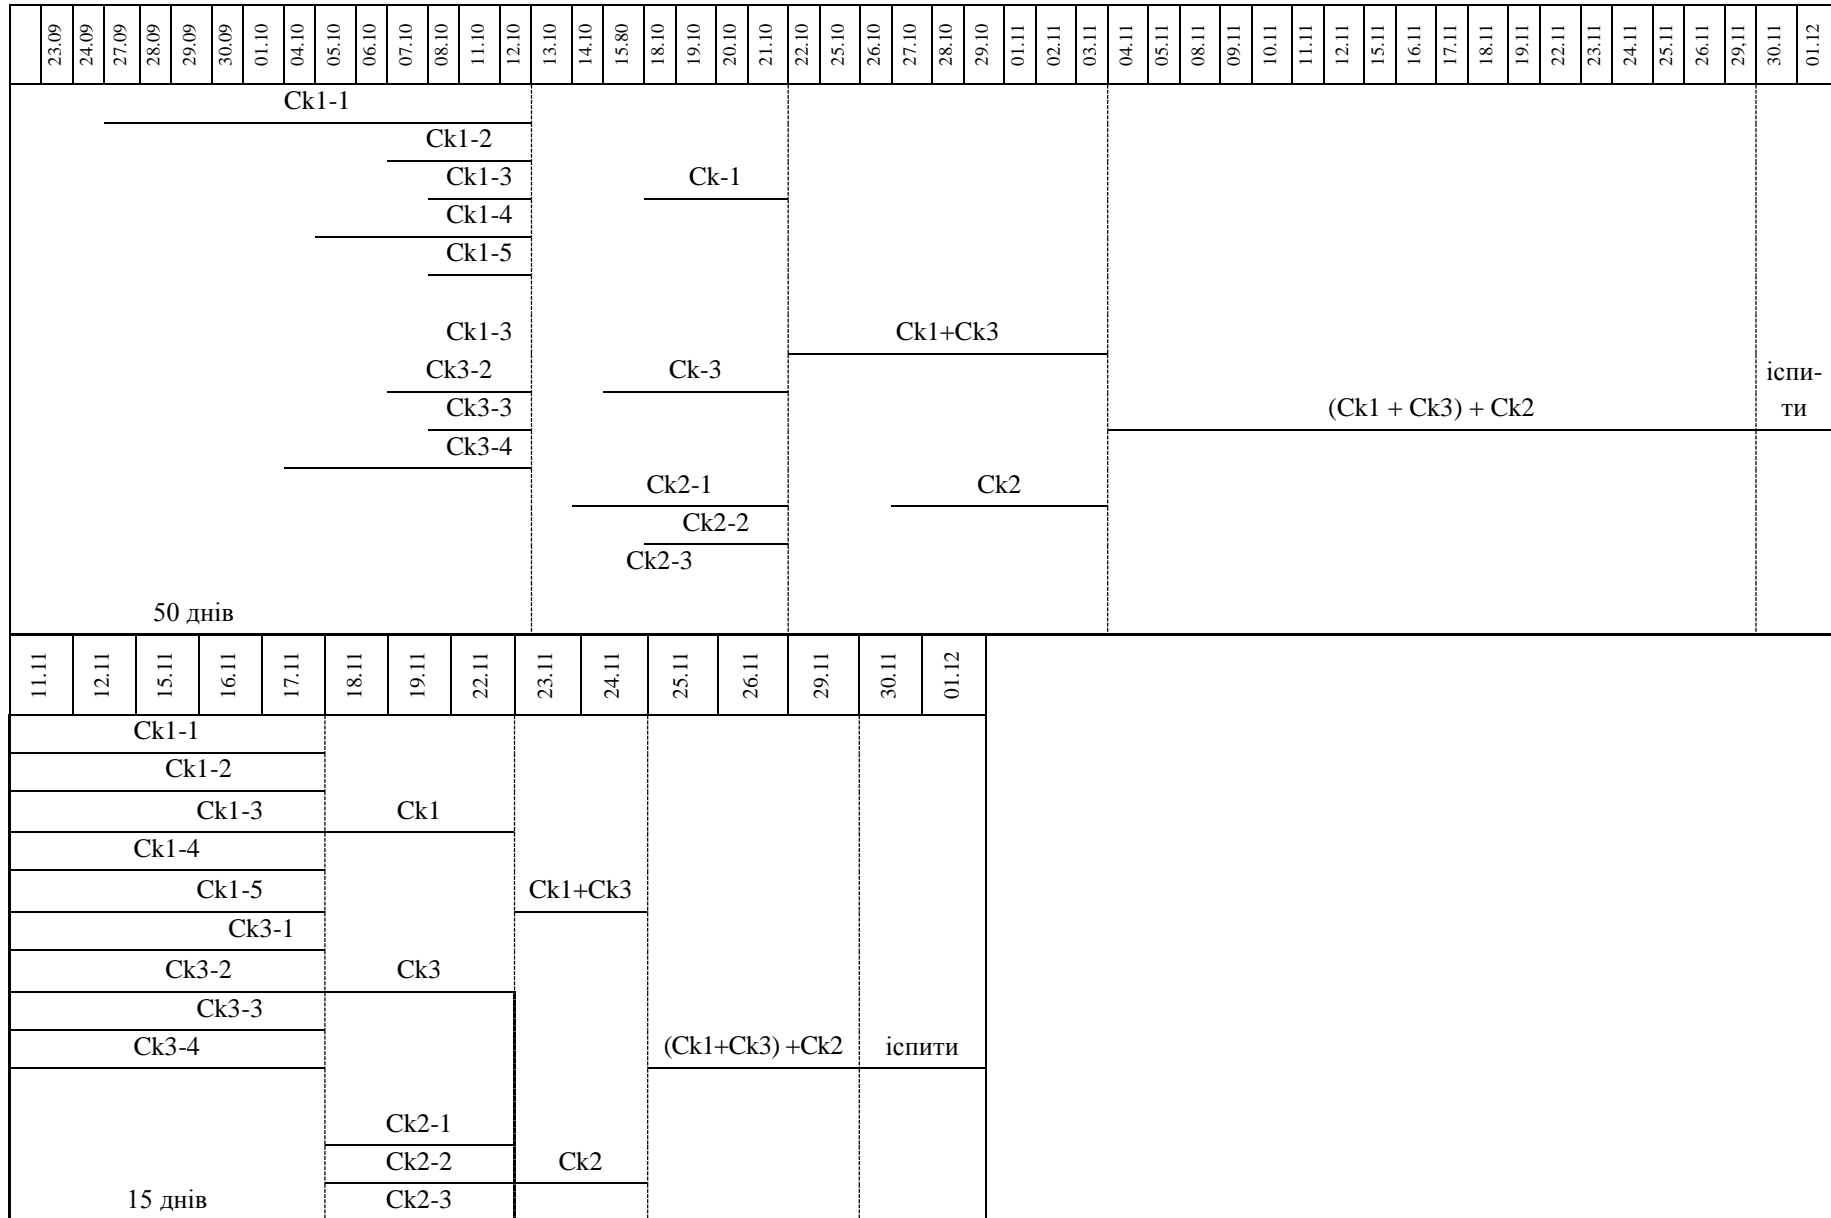 23.09 24.09 27.09 28.09 29.09 30.09 01.10 04.10 05.10 06.10 07.10 08.10 11.10 12.10 13.10 14.10 15.80 18.10 19.10 20.10 21.10 22.10 25.10 26.10 27.10 28.10 29.10 01.11 02.11 03.11 04.11 05.11 08.11 09.11 10.11 11.11 12.11 15.11 16.11 17.11 18.11 19.11 22.11 23.11 24.11 25.11 26.11 29,11 30.11 01.12
Ck1-1
Ck1-2
Ck1-3 Ck-1
Ck1-4
Ck1-5
Ck1-3 Ck1+Ck3
Ck3-2 Ck-3 іспи-
Ck3-3 (Ck1 + Ck3) + Ck2 ти
Ck3-4
Ck2-1 Ck2
Ck2-2
Ck2-3
50 днів
11.11 12.11 15.11 16.11 17.11 18.11 19.11 22.11 23.11 24.11 25.11 26.11 29.11 30.11 01.12
Ck1-1
Ck1-2
Ck1-3 Ck1
Ck1-4
Ck1-5 Ck1+Ck3
Ck3-1
Ck3-2 Ck3
Ck3-3
Ck3-4 (Ck1+Ck3) +Ck2 іспити
Ck2-1
Ck2-2 Ck2
15 днів Ck2-3